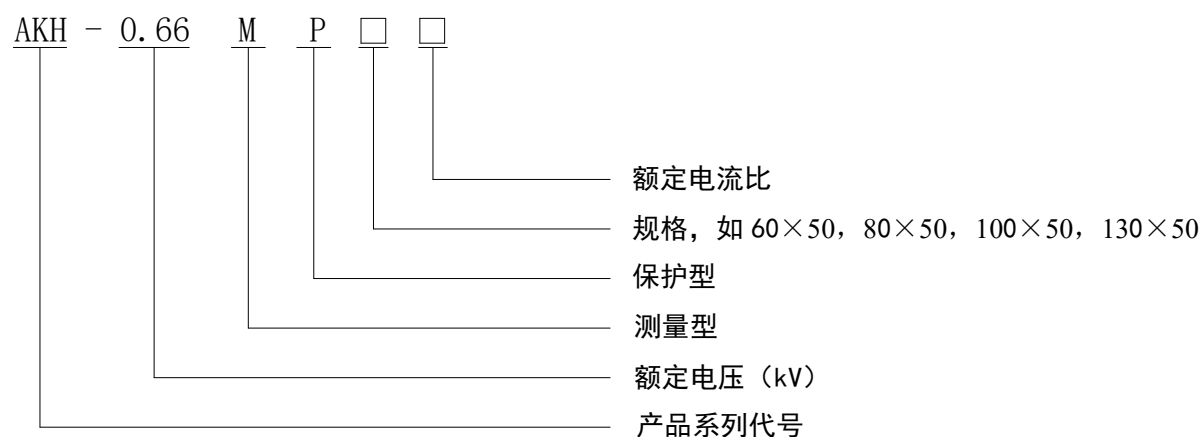 AKH - 0.66 M P □ □
额定电流比
规格，如 60×50，80×50，100×50，130×50
保护型
测量型
额定电压（kV）
产品系列代号